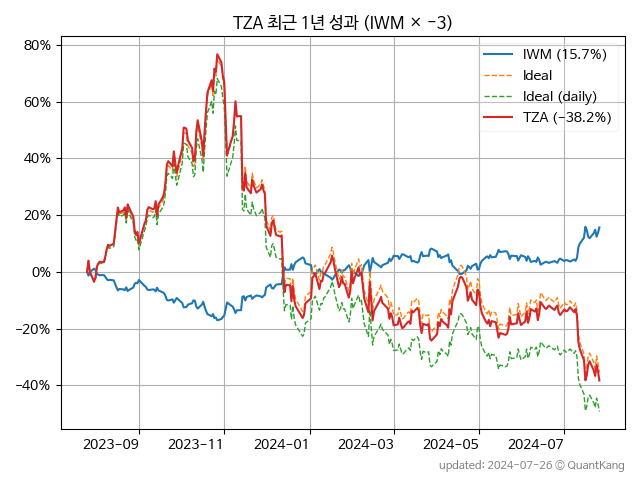 TZA 최근 1년 성과 (IWM × −3)
80%
60%
40%
20%
0%
−20%
−40%
IWM (15.7%)
Ideal
Ideal (daily)
TZA (−38.2%)
2023−09
2023−11
2024−01
2024−03
2024−05
2024−07
updated: 2024-07-26 © QuantKang